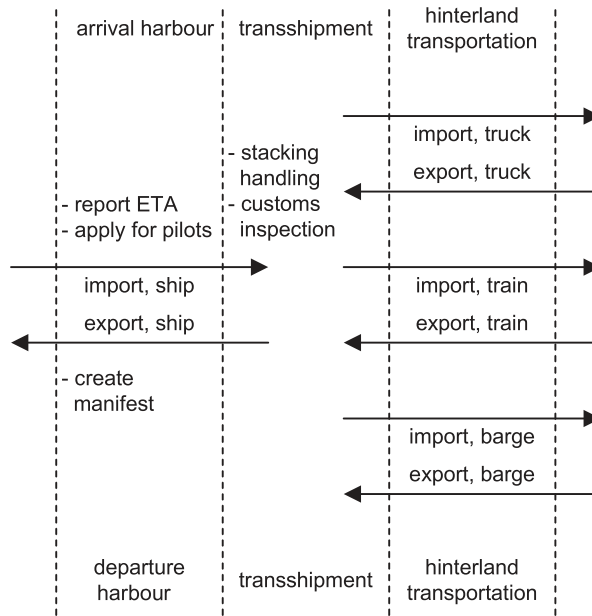 arrival harbour
transshipment
hinterland
transportation
import, truck
- stacking
handling
export, truck
- customs
inspection
- report ETA
- apply for pilots
import, ship
import, train
export, ship
export, train
- create
manifest
import, barge
export, barge
departure
harbour
transshipment
hinterland
transportation